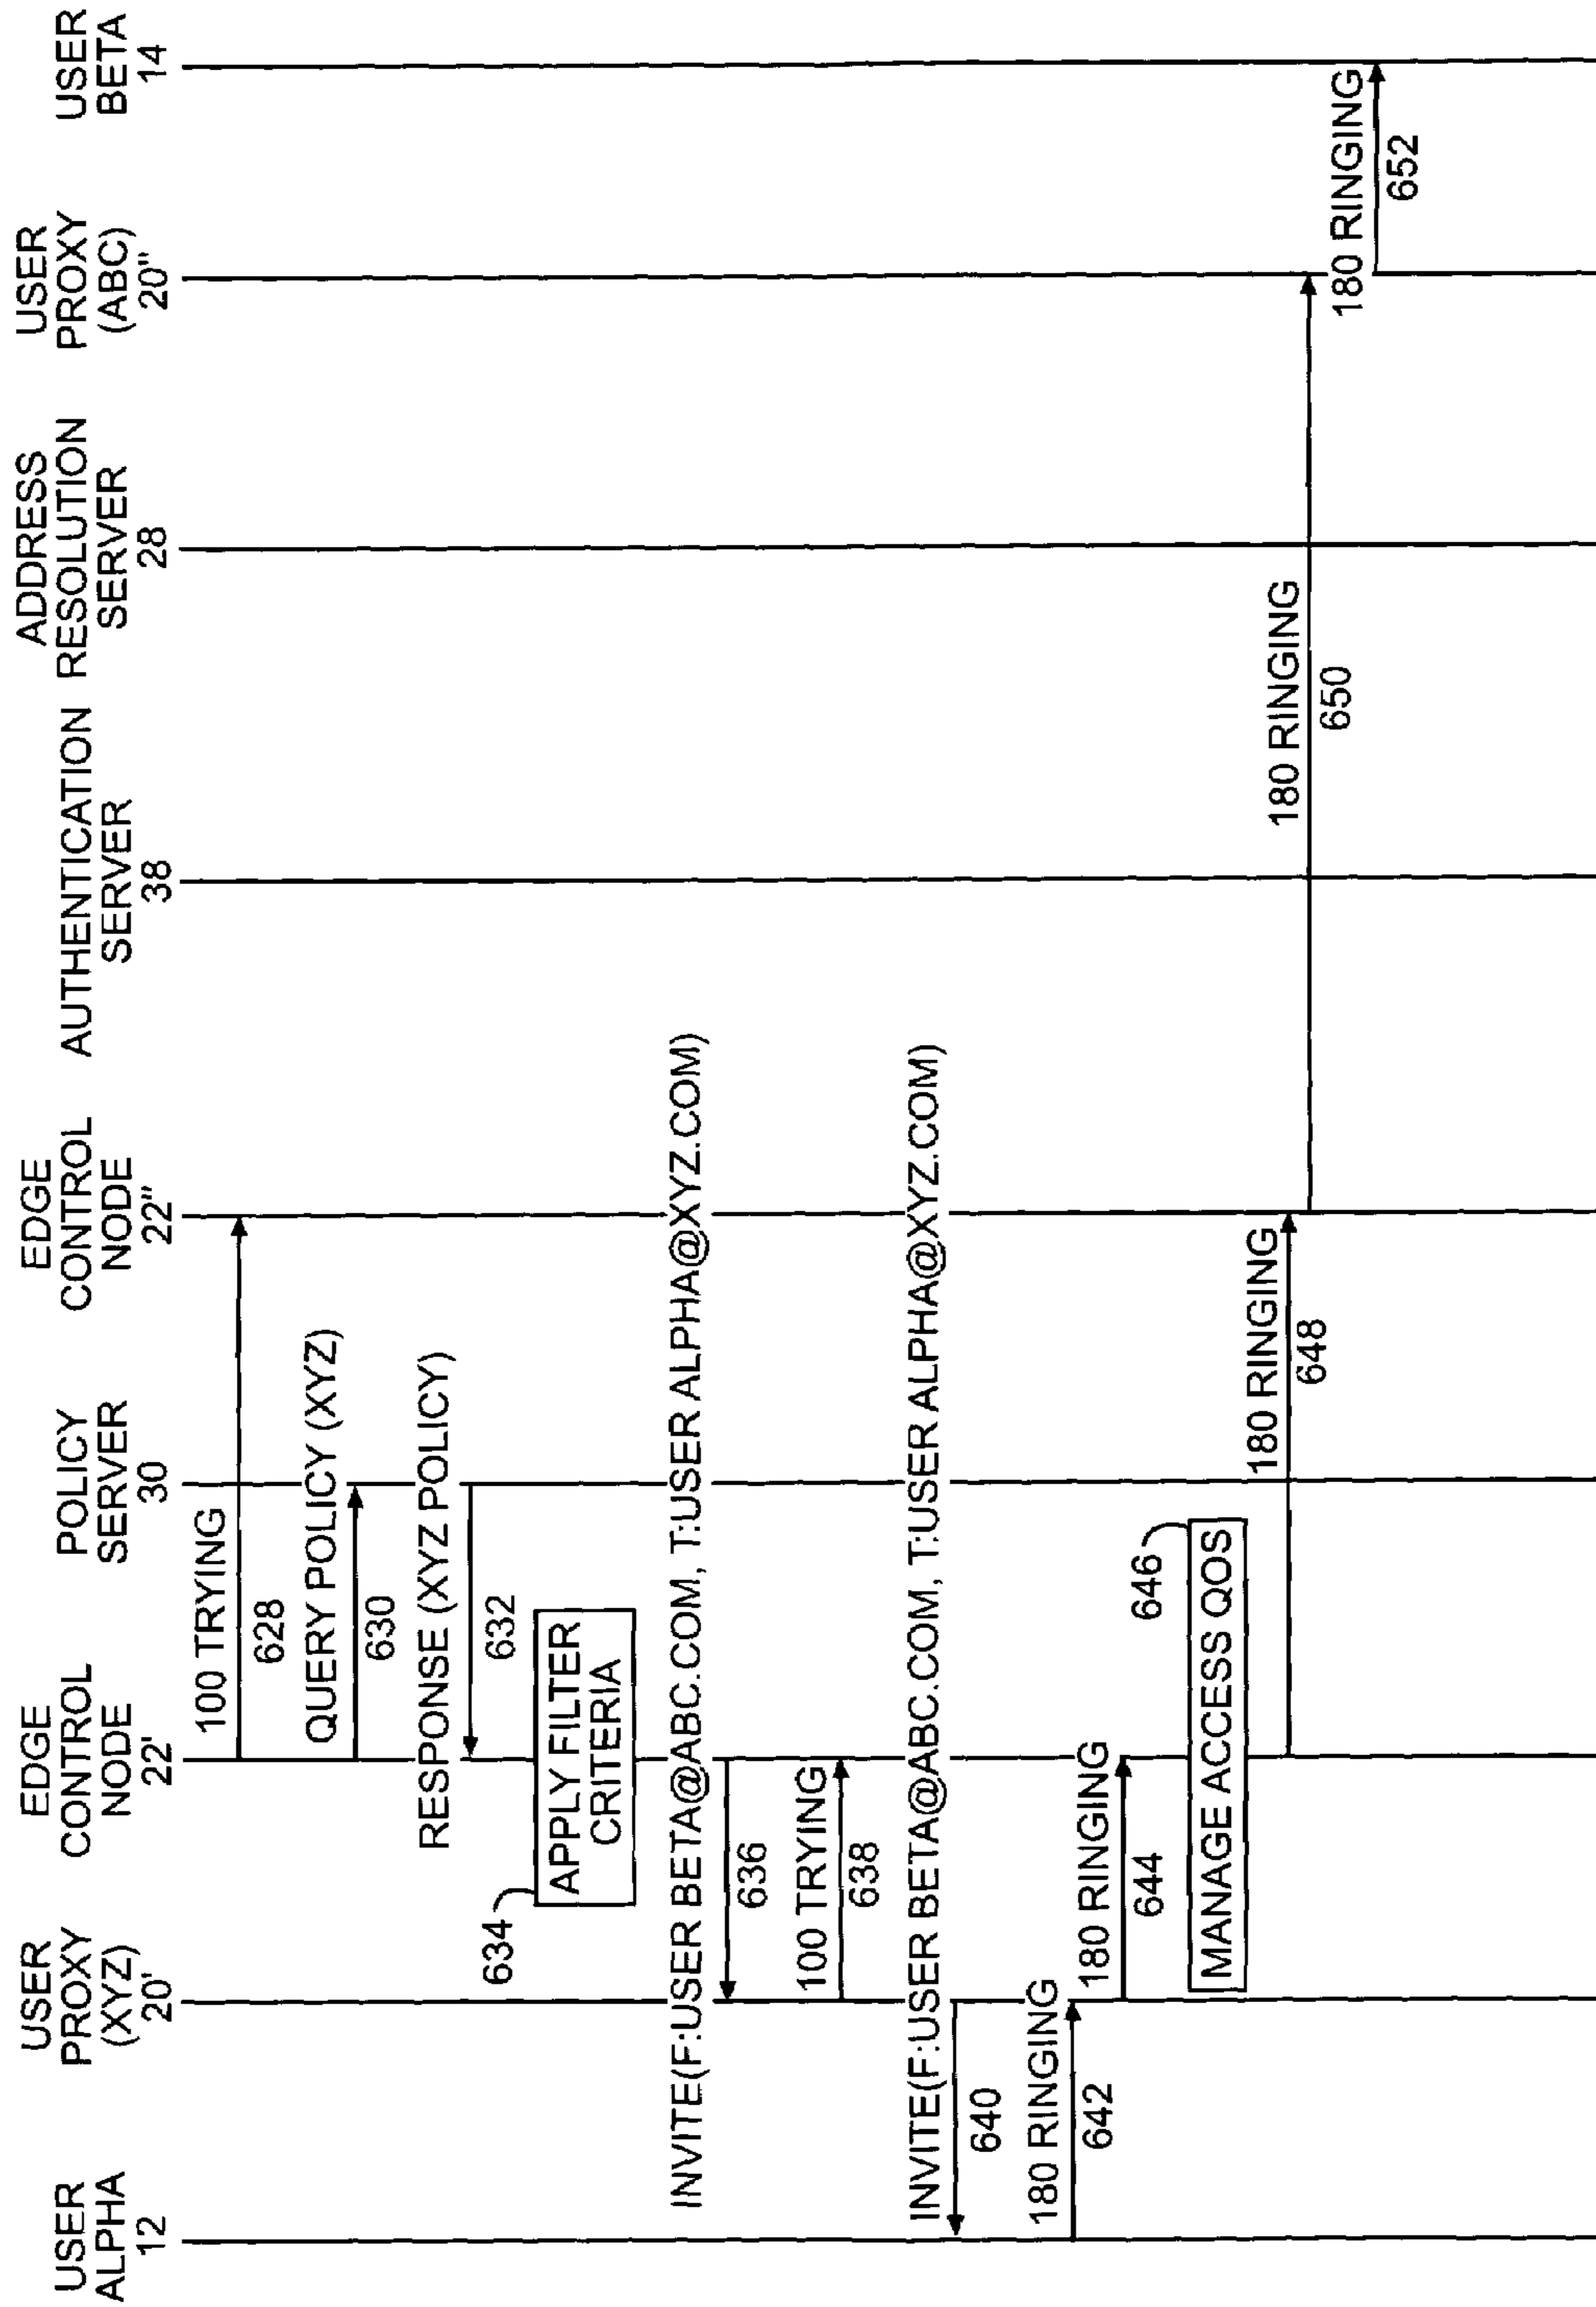 USER
ALPHA
12
USER
PROXY
(XYZ)
20'
EDGE
CONTROL
NODE
22'
POLICY
SERVER
30
EDGE
CONTROL
NODE
22"
AUTHENTICATION
SERVER
38
ADDRESS
RESOLUTION
SERVER
28
USER
PROXY
(ABC)
20"
USER
BETA
14
100 TRYING
628
QUERY POLICY (XYZ)
630
RESPONSE (XYZ POLICY)
632
634
APPLY FILTER
CRITERIA
INVITE(F:USER BETA@ABC.COM, T:USER ALPHA@XYZ.COM)
636
100 TRYING
638
INVITE(F:USER BETA@ABC.COM, T:USER ALPHA@XYZ.COM)
640
180 RINGING
642
180 RINGING
644
646
MANAGE ACCESS QOS
180 RINGING
648
180 RINGING
650
180 RINGING
652